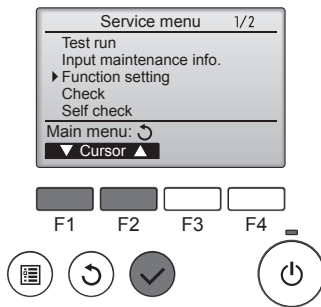 Service menu 1/2
Test run
Input maintenance info.
Function setting
Check
Self check
Main menu:
▼ Cursor ▲
F1 F2 F3 F4